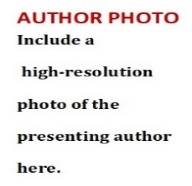 AUTHOR PHOTO
Include a
high-resolution
photo of the
presenting author
here.